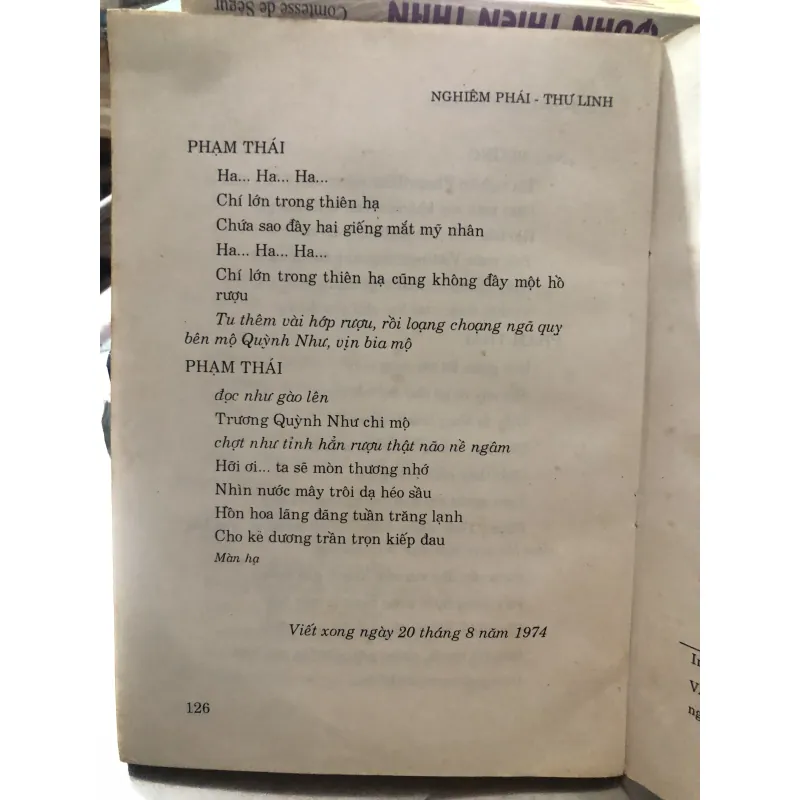 Comtesse de Ségur
NGHIÊM PHÁI - THƯ LINH
PHẠM THÁI
Ha... Ha... Ha...
Chí lớn trong thiên hạ
Chứa sao đầy hai giếng mắt mỹ nhân
Ha... Ha... Ha...
Chí lớn trong thiên hạ cũng không đầy một hồ
rượu
Tu thêm vài hớp rượu, rồi loạng choạng ngã quỵ
bên mộ Quỳnh Như, vịn bia mộ
PHẠM THÁI
đọc như gào lên
Trương Quỳnh Như chi mộ
chợt như tỉnh hẳn rượu thật não nề ngâm
Hỡi ơi... ta sẽ mòn thương nhớ
Nhìn nước mây trôi dạ héo sầu
Hồn hoa lãng đãng tuần trăng lạnh
Cho kẻ dương trần trọn kiếp đau
Màn hạ
Viết xong ngày 20 tháng 8 năm 1974
126